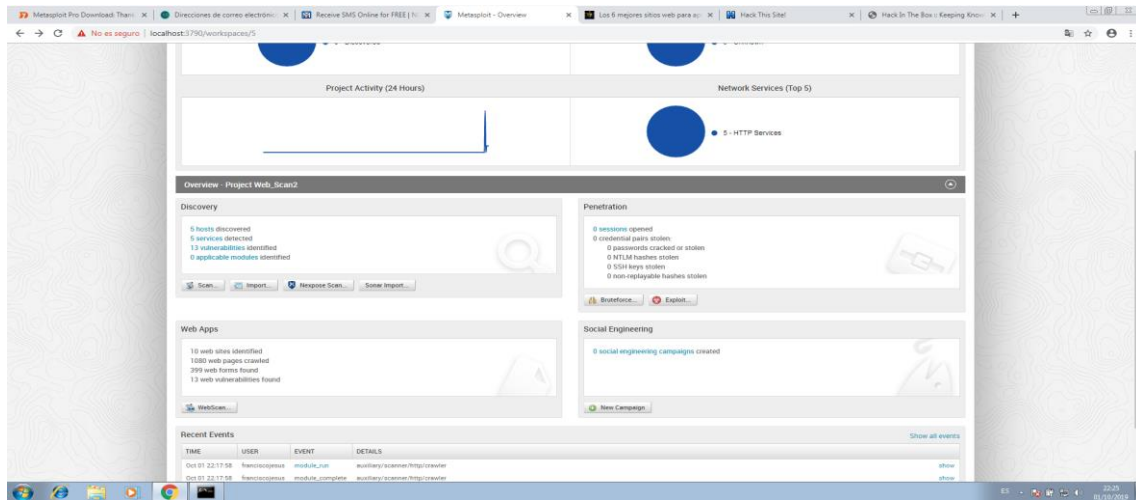 Metasploit Pro Download: Thank
Direcciones de correo electrónic
Receive SMS Online for FREE | N
Metasploit - Overview
Los 6 mejores sitios web para
Hack This Site!
Hack In The Box :: Keeping Know
No es seguro | localhost:3790/workspaces/5
Project Activity (24 Hours)
Network Services (Top 5)
5 - HTTP Services
Overview - Project Web_Scan2
Discovery
5 hosts discovered
5 services detected
13 vulnerabilities identified
0 applicable modules identified
Scan...
Import...
Nexpose Scan...
Sonar Import...
Penetration
0 sessions opened
0 credential pairs stolen
0 passwords cracked or stolen
0 NTLM hashes stolen
0 SSH keys stolen
0 non-replayable hashes stolen
Bruteforce...
Exploit...
Web Apps
10 web sites identified
1080 web pages crawled
399 web forms found
13 web vulnerabilities found
WebScan...
Social Engineering
0 social engineering campaigns created
New Campaign
Recent Events
Show all events
TIME USER EVENT DETAILS
Oct 01 22:17:58 franciscojesus module_run auxiliary/scanner/http/crawler show
Oct 01 22:17:58 franciscojesus module_complete auxiliary/scanner/http/crawler show
ES
22:25
01/10/2019